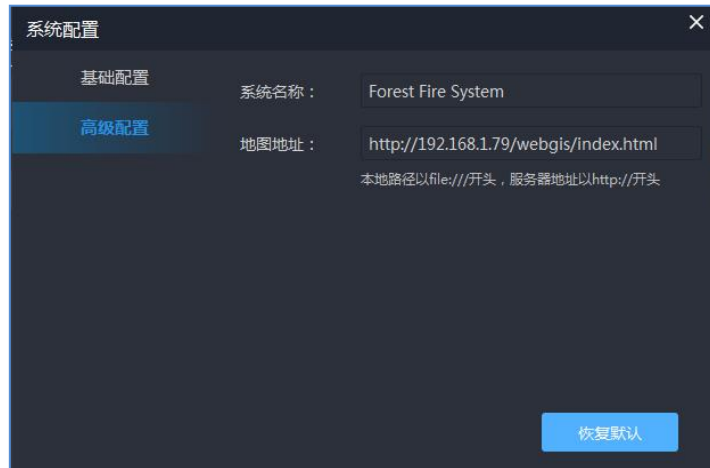 系统配置
基础配置
高级配置
系统名称：
Forest Fire System
地图地址：
http://192.168.1.79/webgis/index.html
本地路径以file:///开头，服务器地址以http://开头
恢复默认